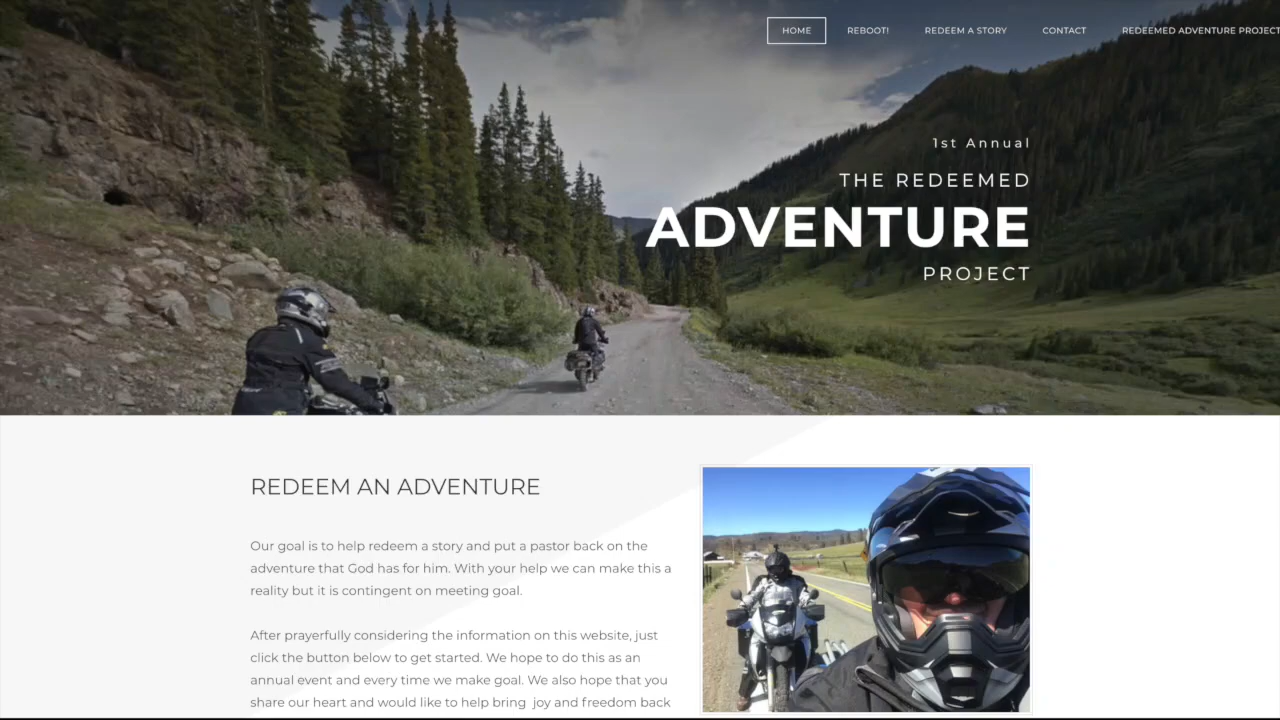 HOME REBOOT! REDEEM A STORY CONTACT REDEEMED ADVENTURE PROJECT
1st Annual
THE REDEEMED
ADVENTURE
PROJECT
REDEEM AN ADVENTURE
Our goal is to help redeem a story and put a pastor back on the
adventure that God has for him. With your help we can make this a
reality but it is contingent on meeting goal.
After prayerfully considering the information on this website, just
click the button below to get started. We hope to do this as an
annual event and every time we make goal. We also hope that you
our heart and would like to help bring joy and freedom back